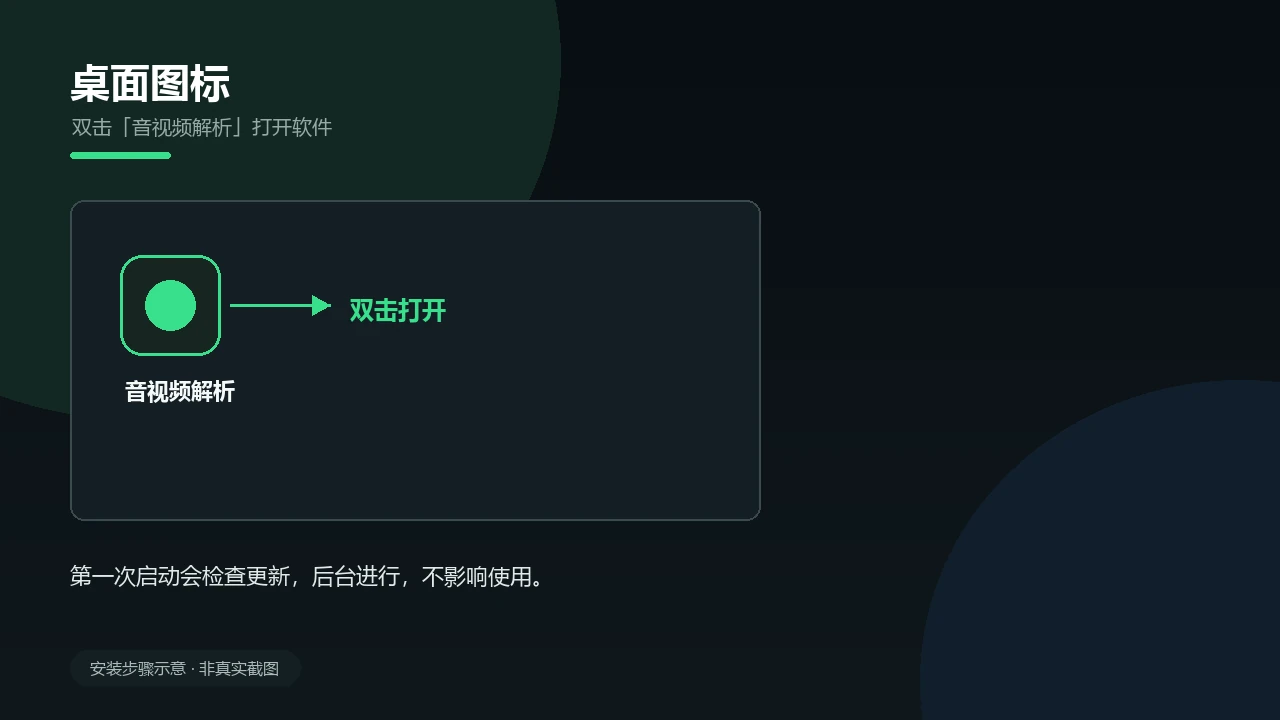 桌面图标
双击「音视频解析」打开软件
双击打开
音视频解析
第一次启动会检查更新，后台进行，不影响使用。
安装步骤示意 · 非真实截图